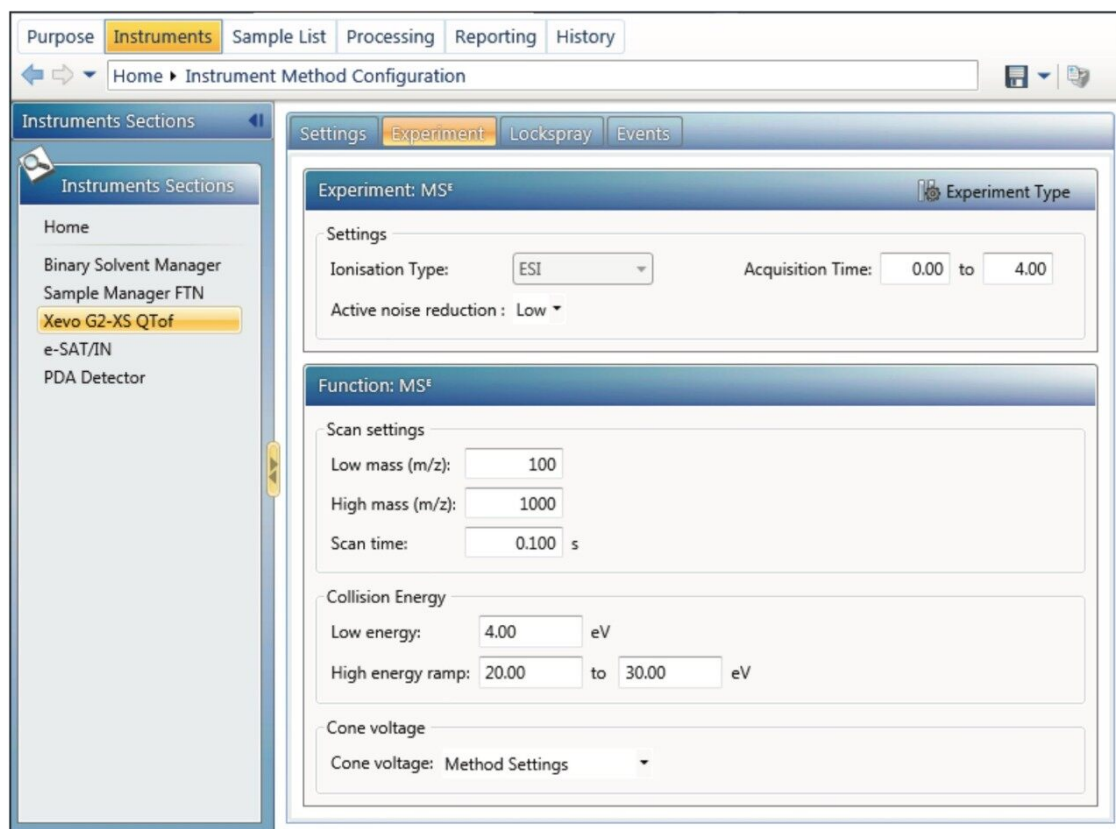 Purpose Instruments Sample List Processing Reporting History
Home ▸ Instrument Method Configuration
Instruments Sections
Instruments Sections
Home
Binary Solvent Manager
Sample Manager FTN
Xevo G2-XS QTof
e-SAT/IN
PDA Detector
Settings Experiment Lockspray Events
Experiment: MSᴱ Experiment Type
Settings
Ionisation Type: ESI Acquisition Time: 0.00 to 4.00
Active noise reduction : Low
Function: MSᴱ
Scan settings
Low mass (m/z): 100
High mass (m/z): 1000
Scan time: 0.100 s
Collision Energy
Low energy: 4.00 eV
High energy ramp: 20.00 to 30.00 eV
Cone voltage
Cone voltage: Method Settings